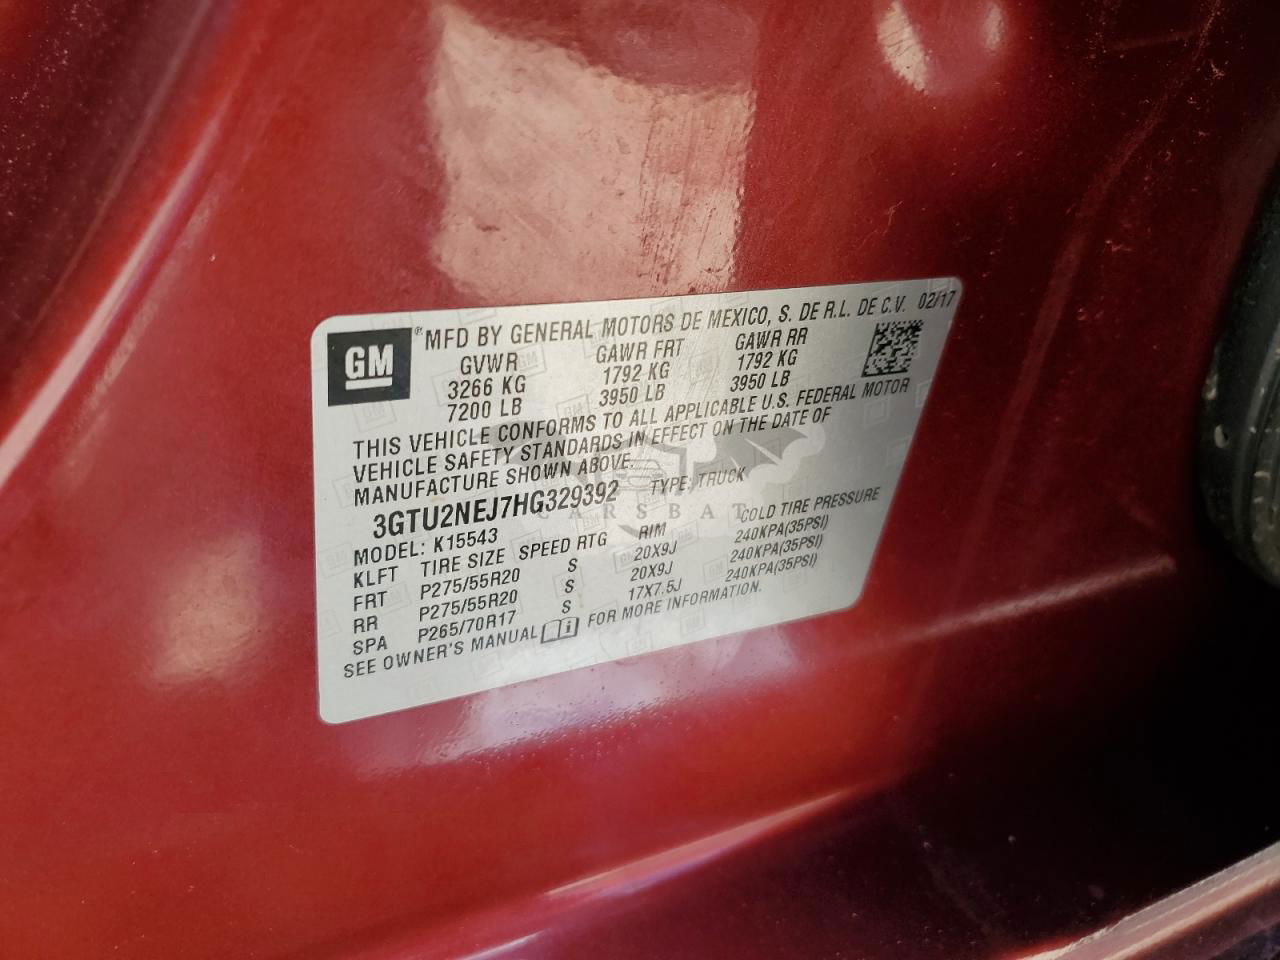 GM
® MFD BY GENERAL MOTORS DE MEXICO, S. DE R.L. DE C.V. 02/17
GVWR GAWR FRT GAWR RR
3266 KG 1792 KG 1792 KG
7200 LB 3950 LB 3950 LB
THIS VEHICLE CONFORMS TO ALL APPLICABLE U.S. FEDERAL MOTOR
VEHICLE SAFETY STANDARDS IN EFFECT ON THE DATE OF
MANUFACTURE SHOWN ABOVE.
3GTU2NEJ7HG329392 TYPE: TRUCK
CARSBAT
MODEL: K15543
KLFT TIRE SIZE SPEED RTG RIM COLD TIRE PRESSURE
FRT P275/55R20 S 20X9J 240KPA(35PSI)
RR P275/55R20 S 20X9J 240KPA(35PSI)
SPA P265/70R17 S 17X7.5J 240KPA(35PSI)
SEE OWNER'S MANUAL i FOR MORE INFORMATION.